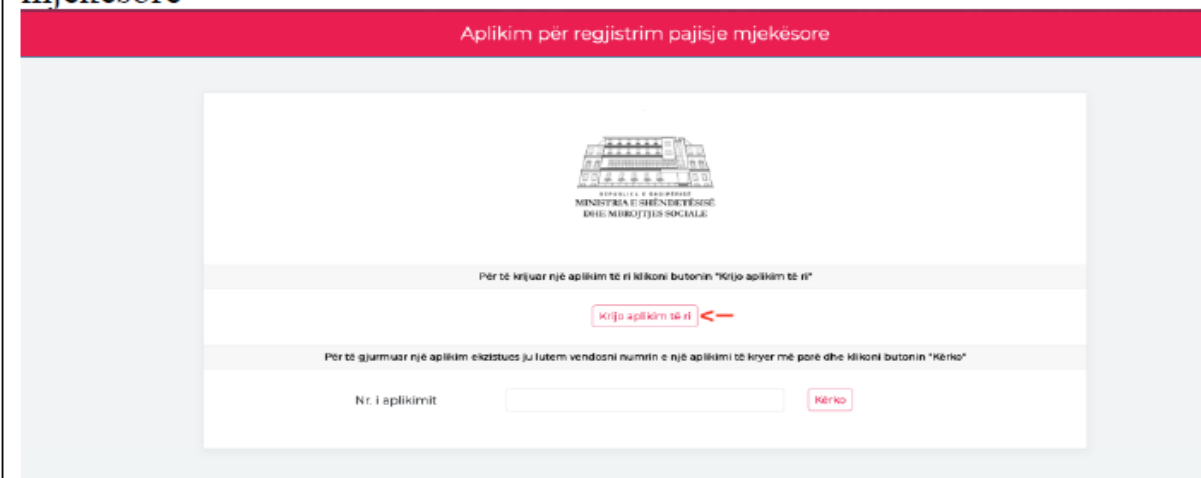 mjekësore
Aplikim për regjistrim pajisje mjekësore
REPUBLIKA E SHQIPËRISË
MINISTRIA E SHËNDETËSISË
DHE MBROJTJES SOCIALE
Për të krijuar një aplikim të ri klikoni butonin "Krijo aplikim të ri"
Krijo aplikim të ri
Për të gjurmuar një aplikim ekzistues ju lutem vendosni numrin e një aplikimi të kryer më parë dhe klikoni butonin "Kërko"
Nr. i aplikimit Kërko